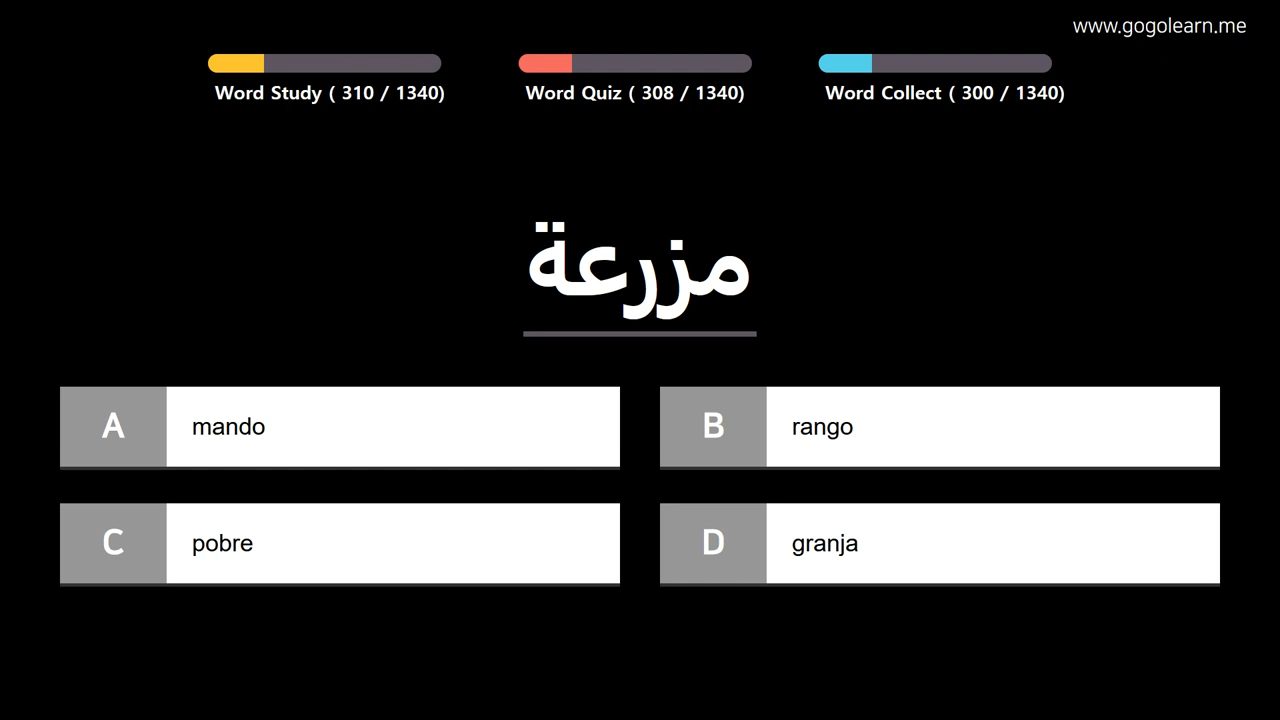 www.gogolearn.me
Word Study ( 310 / 1340)
Word Quiz ( 308 / 1340)
Word Collect ( 300 / 1340)
مزرعة
A mando
B rango
C pobre
D granja